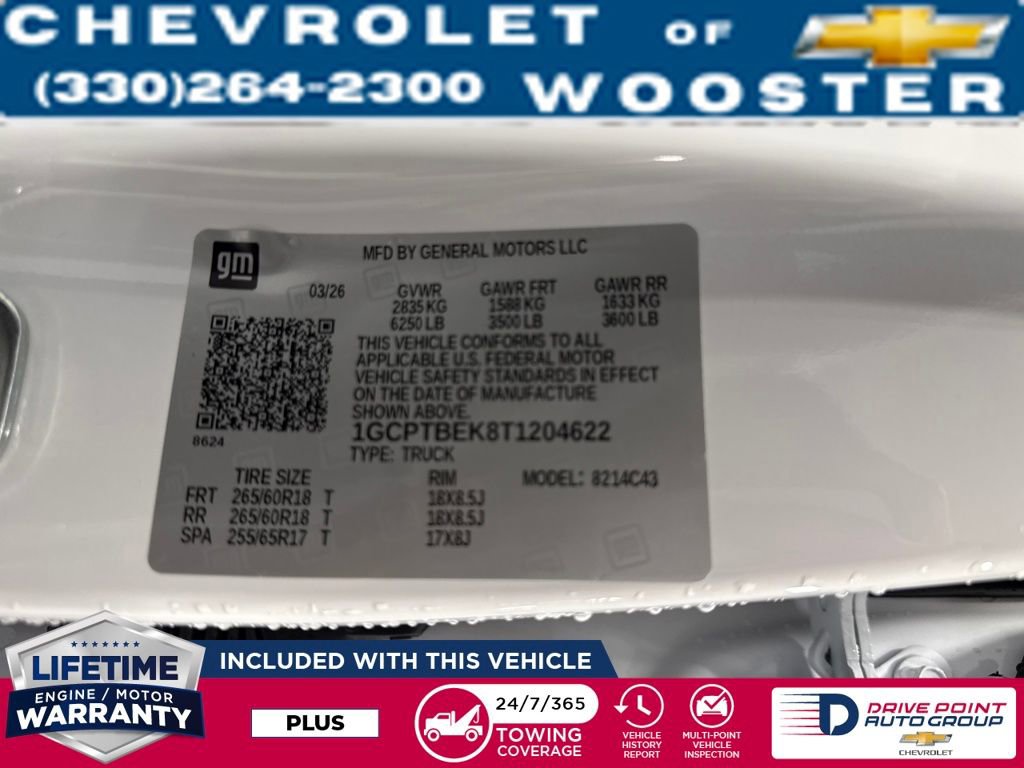 CHEVROLET OF
(330)264-2300 WOOSTER
gm
MFD BY GENERAL MOTORS LLC
03/26
GVWR GAWR FRT GAWR RR
2835 KG 1588 KG 1633 KG
6250 LB 3500 LB 3600 LB
THIS VEHICLE CONFORMS TO ALL
APPLICABLE U.S. FEDERAL MOTOR
VEHICLE SAFETY STANDARDS IN EFFECT
ON THE DATE OF MANUFACTURE
SHOWN ABOVE.
8624
1GCPTBEK8T1204622
TYPE: TRUCK
TIRE SIZE RIM MODEL: 8214C43
FRT 265/60R18 T 18X8.5J
RR 265/60R18 T 18X8.5J
SPA 255/65R17 T 17X8J
LIFETIME
ENGINE / MOTOR
WARRANTY
INCLUDED WITH THIS VEHICLE
PLUS
24/7/365
TOWING
COVERAGE
VEHICLE
HISTORY
REPORT
MULTI-POINT
VEHICLE
INSPECTION
DRIVE POINT
AUTO GROUP
CHEVROLET